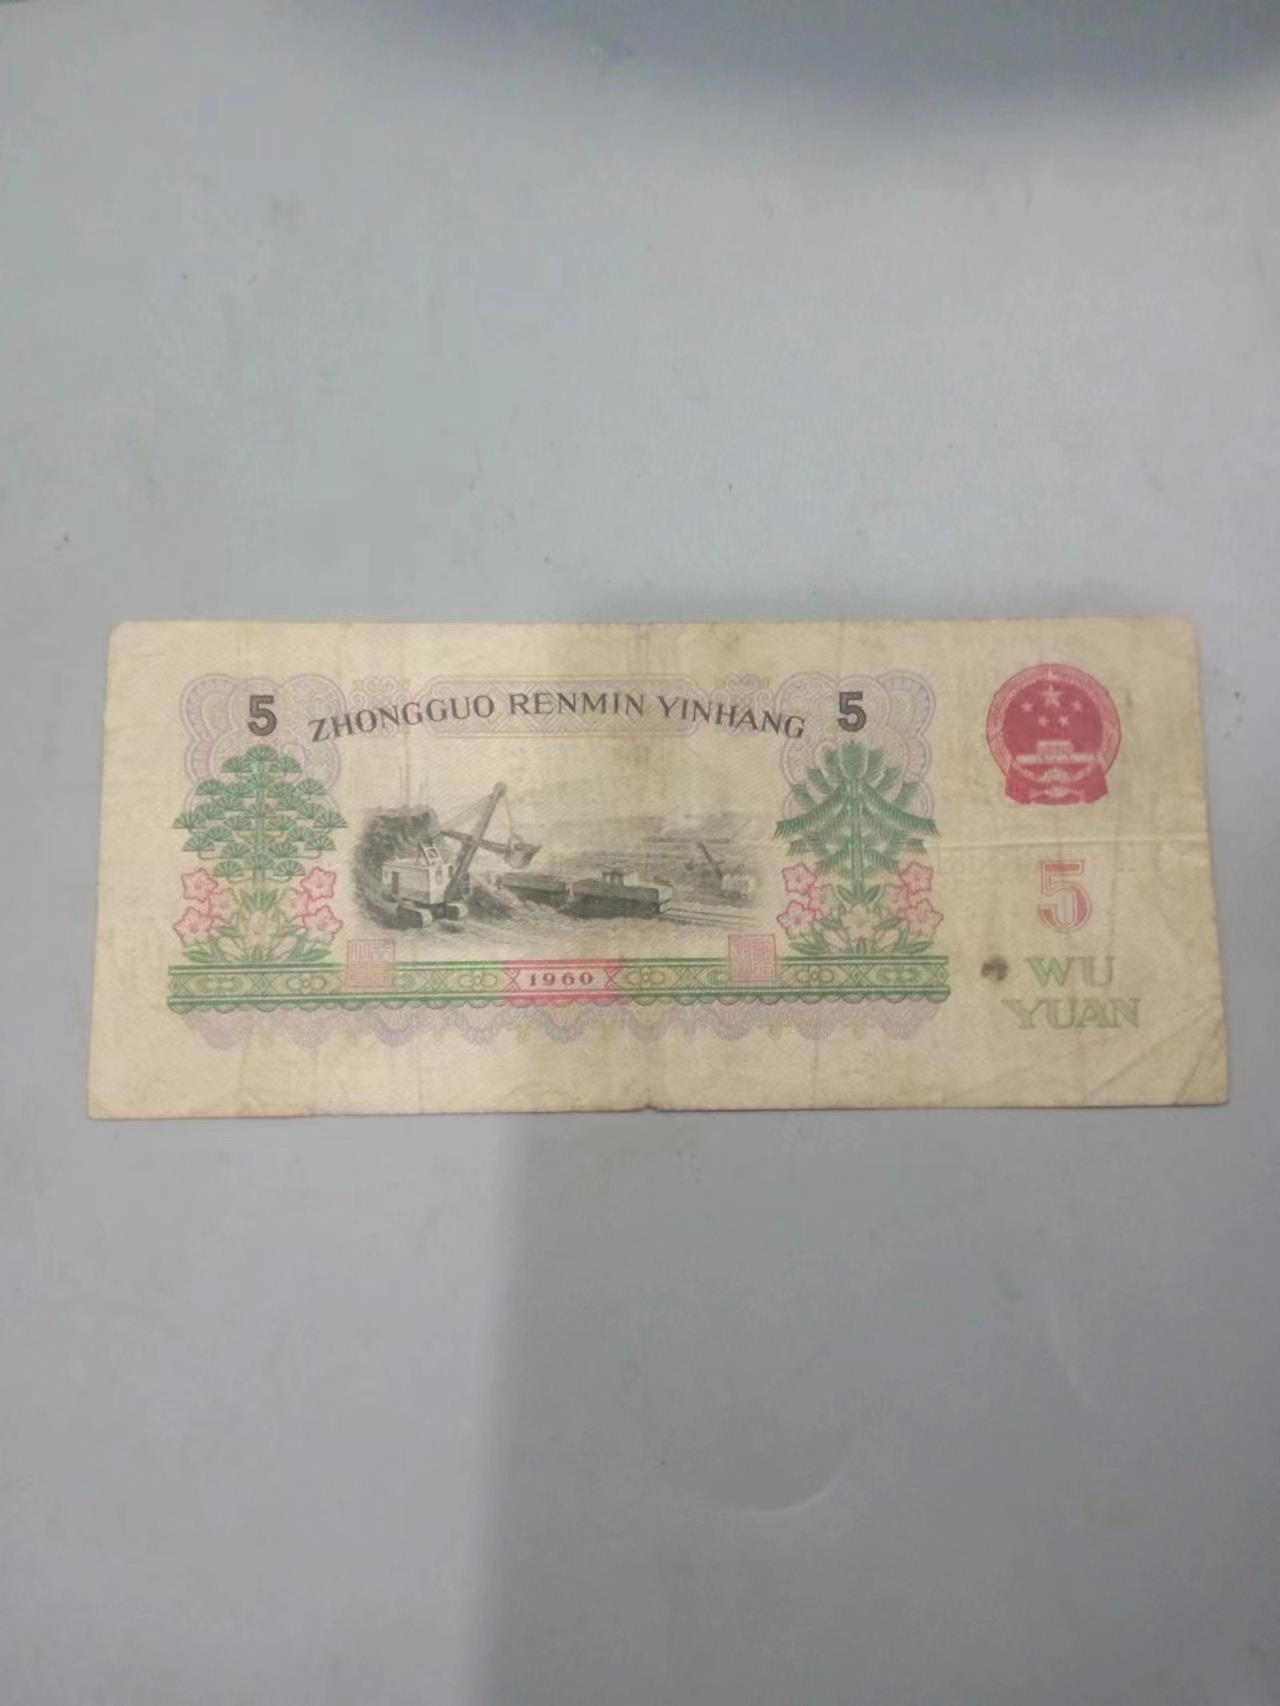 5 ZHONGGUO RENMIN YINHANG 5
5
WU
YUAN
1960